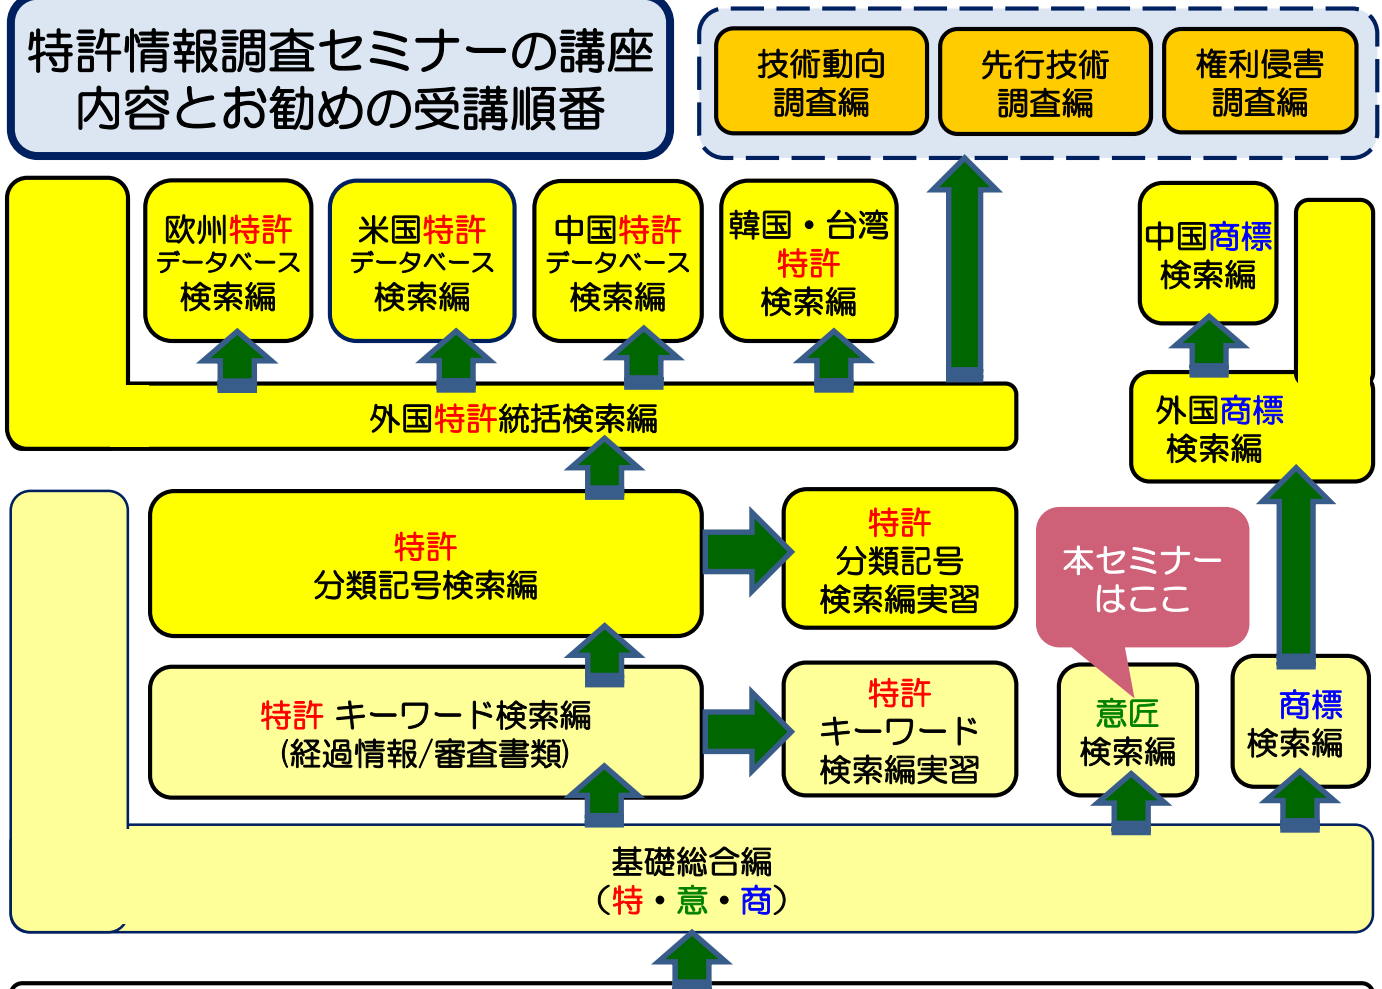 特許情報調査セミナーの講座
内容とお勧めの受講順番
技術動向
調査編
先行技術
調査編
権利侵害
調査編
欧州特許
データベース
検索編
米国特許
データベース
検索編
中国特許
データベース
検索編
韓国・台湾
特許
検索編
中国商標
検索編
外国特許統括検索編
外国商標
検索編
特許
分類記号検索編
特許
分類記号
検索編実習
本セミナー
はここ
特許 キーワード検索編
(経過情報/審査書類)
特許
キーワード
検索編実習
意匠
検索編
商標
検索編
基礎総合編
（特・意・商）